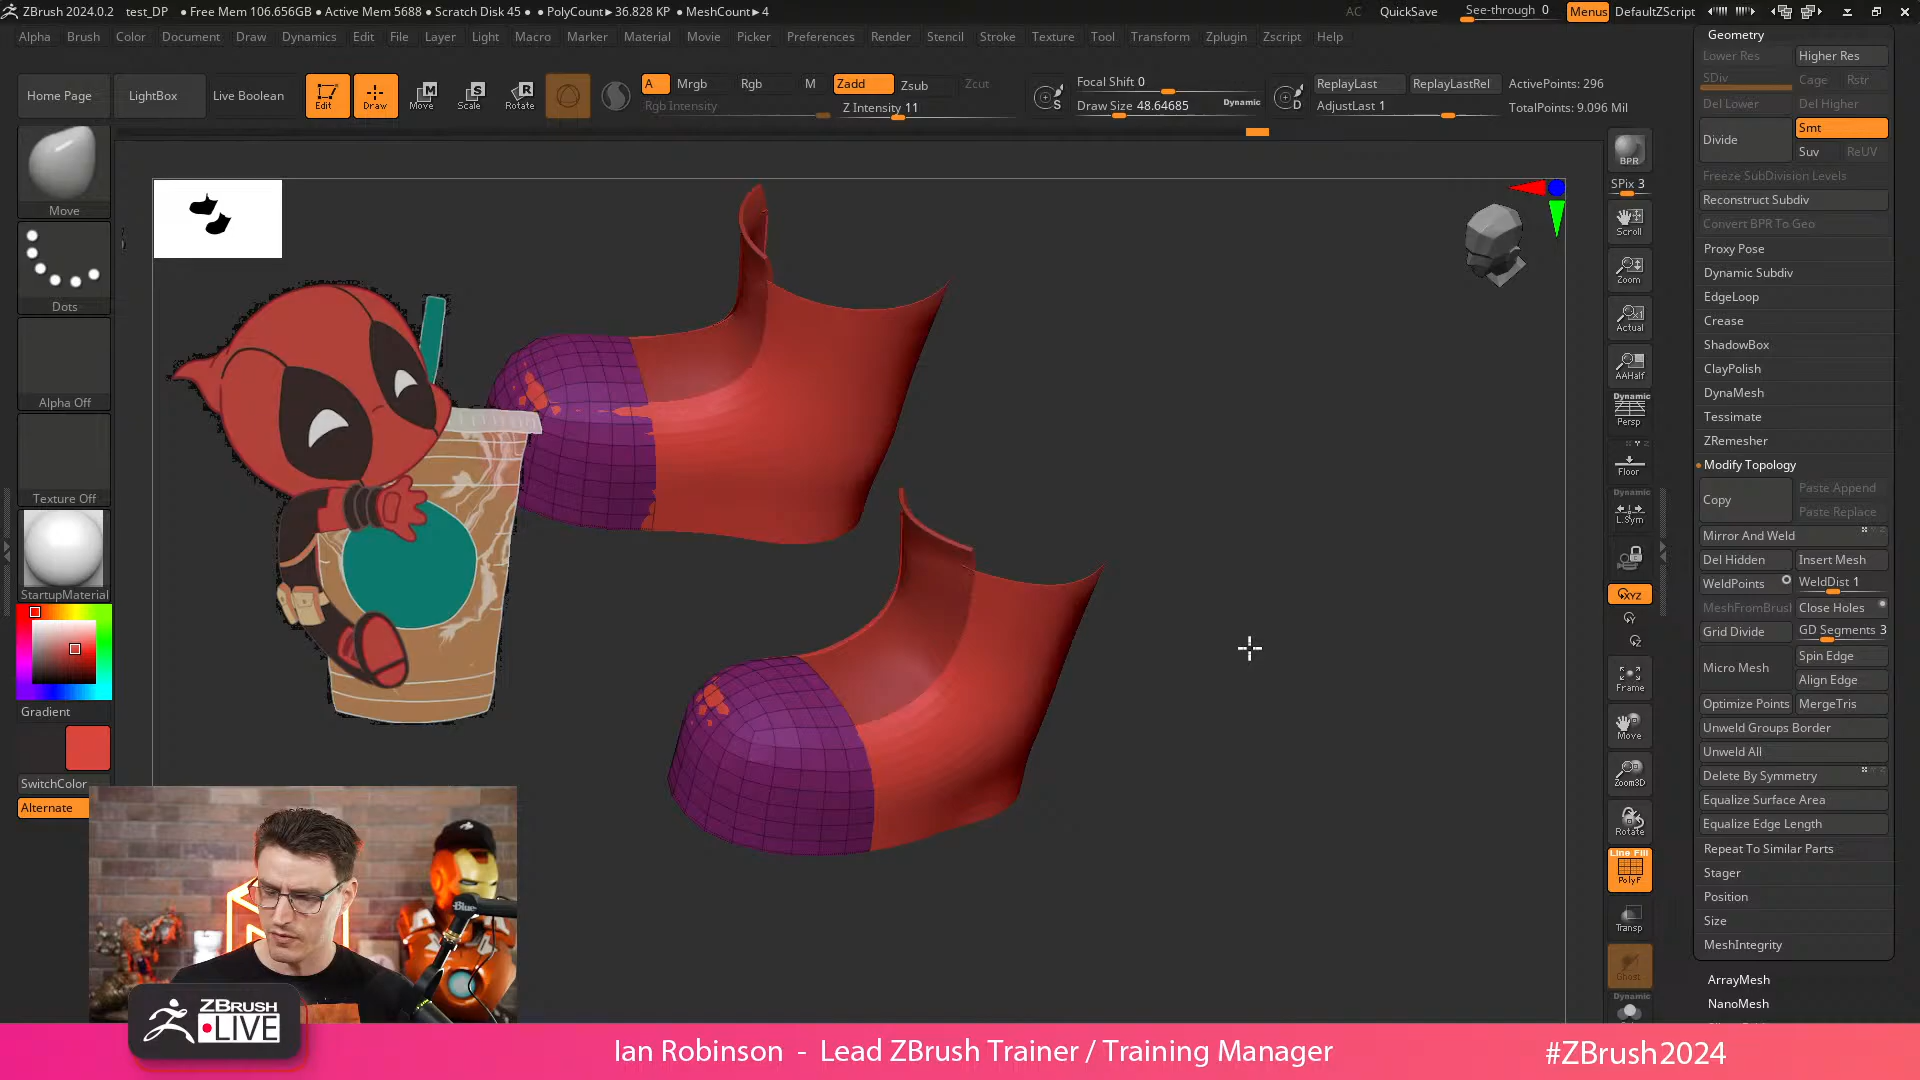 ZBrush 2024.0.2 test_DP • Free Mem 106.656GB • Active Mem 5688 • Scratch Disk 45 • • PolyCount▸ 36.828 KP • MeshCount▸ 4
AC QuickSave See-through 0 Menus DefaultZScript
Alpha Brush Color Document Draw Dynamics Edit File Layer Light Macro Marker Material Movie Picker Preferences Render Stencil Stroke Texture Tool Transform Zplugin Zscript Help
Home Page LightBox Live Boolean Edit Draw Move Scale Rotate
A Mrgb Rgb M Zadd Zsub Zcut
Rgb Intensity Z Intensity 11
Focal Shift 0
Draw Size 48.64685 Dynamic
S D
ReplayLast ReplayLastRel ActivePoints: 296
AdjustLast 1 TotalPoints: 9.096 Mil
Move
Dots
Alpha Off
Texture Off
StartupMaterial
Gradient
SwitchColor
Alternate
BPR
SPix 3
Scroll
Zoom
Actual
AAHalf
Dynamic
Persp
Floor
Dynamic
L.Sym
XYZ
Frame
Move
Zoom3D
Rotate
Line Fill
PolyF
Transp
Ghost
Dynamic
Geometry
Lower Res Higher Res
SDiv Cage Rstr
Del Lower Del Higher
Divide Smt
Suv ReUV
Freeze SubDivision Levels
Reconstruct Subdiv
Convert BPR To Geo
Proxy Pose
Dynamic Subdiv
EdgeLoop
Crease
ShadowBox
ClayPolish
DynaMesh
Tessimate
ZRemesher
Modify Topology
Copy Paste Append
Paste Replace
Mirror And Weld
Del Hidden Insert Mesh
WeldPoints WeldDist 1
MeshFromBrush Close Holes
Grid Divide GD Segments 3
Micro Mesh Spin Edge
Align Edge
Optimize Points MergeTris
Unweld Groups Border
Unweld All
Delete By Symmetry
Equalize Surface Area
Equalize Edge Length
Repeat To Similar Parts
Stager
Position
Size
MeshIntegrity
ArrayMesh
NanoMesh
Blue
ZBRUSH
LIVE
Ian Robinson - Lead ZBrush Trainer / Training Manager
#ZBrush2024